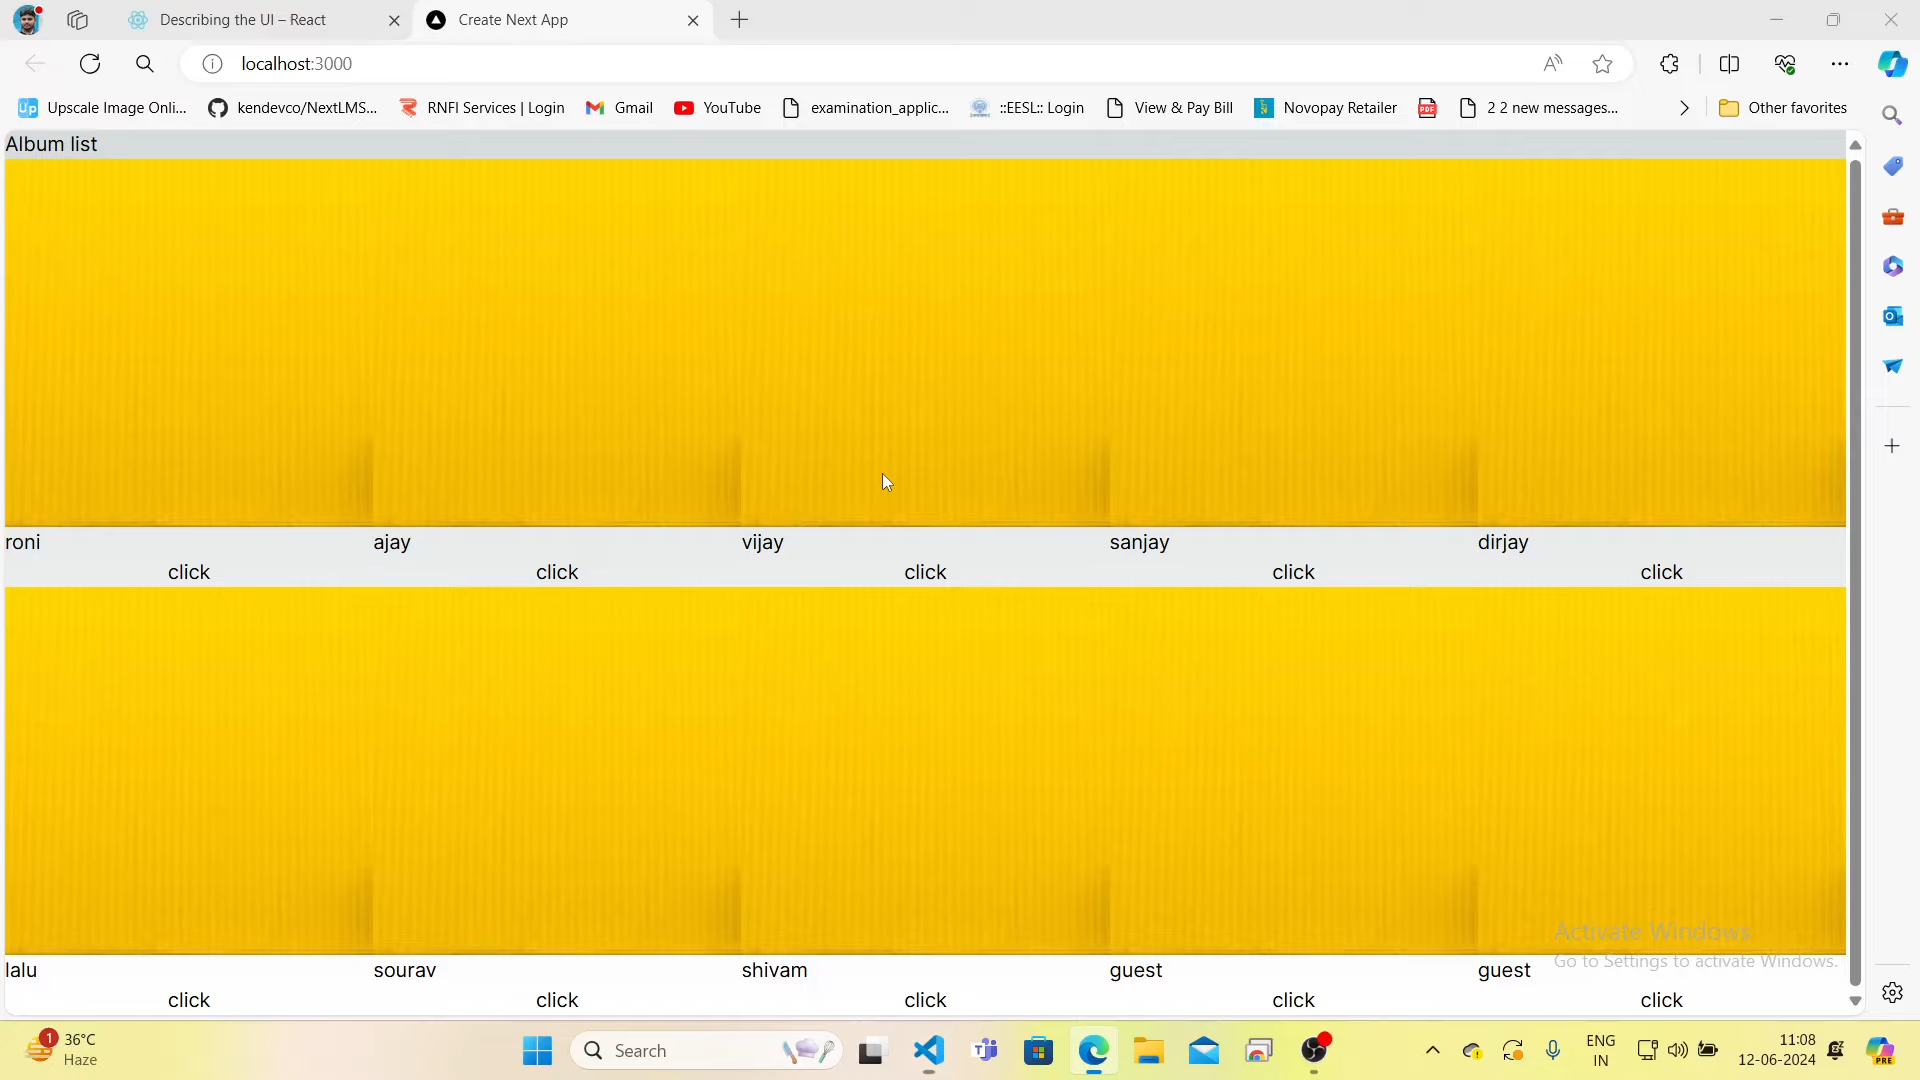 Describing the UI – React
Create Next App
localhost:3000
Upscale Image Onli...
kendevco/NextLMS...
RNFI Services | Login
Gmail
YouTube
examination_applic...
::EESL:: Login
View & Pay Bill
Novopay Retailer
PDF
2 2 new messages...
Other favorites
Album list
roni ajay vijay sanjay dirjay
click click click click click
lalu sourav shivam guest guest
click click click click click
Activate Windows
Go to Settings to activate Windows.
1
36°C
Haze
Search
ENG
IN
11:08
12-06-2024
PRE